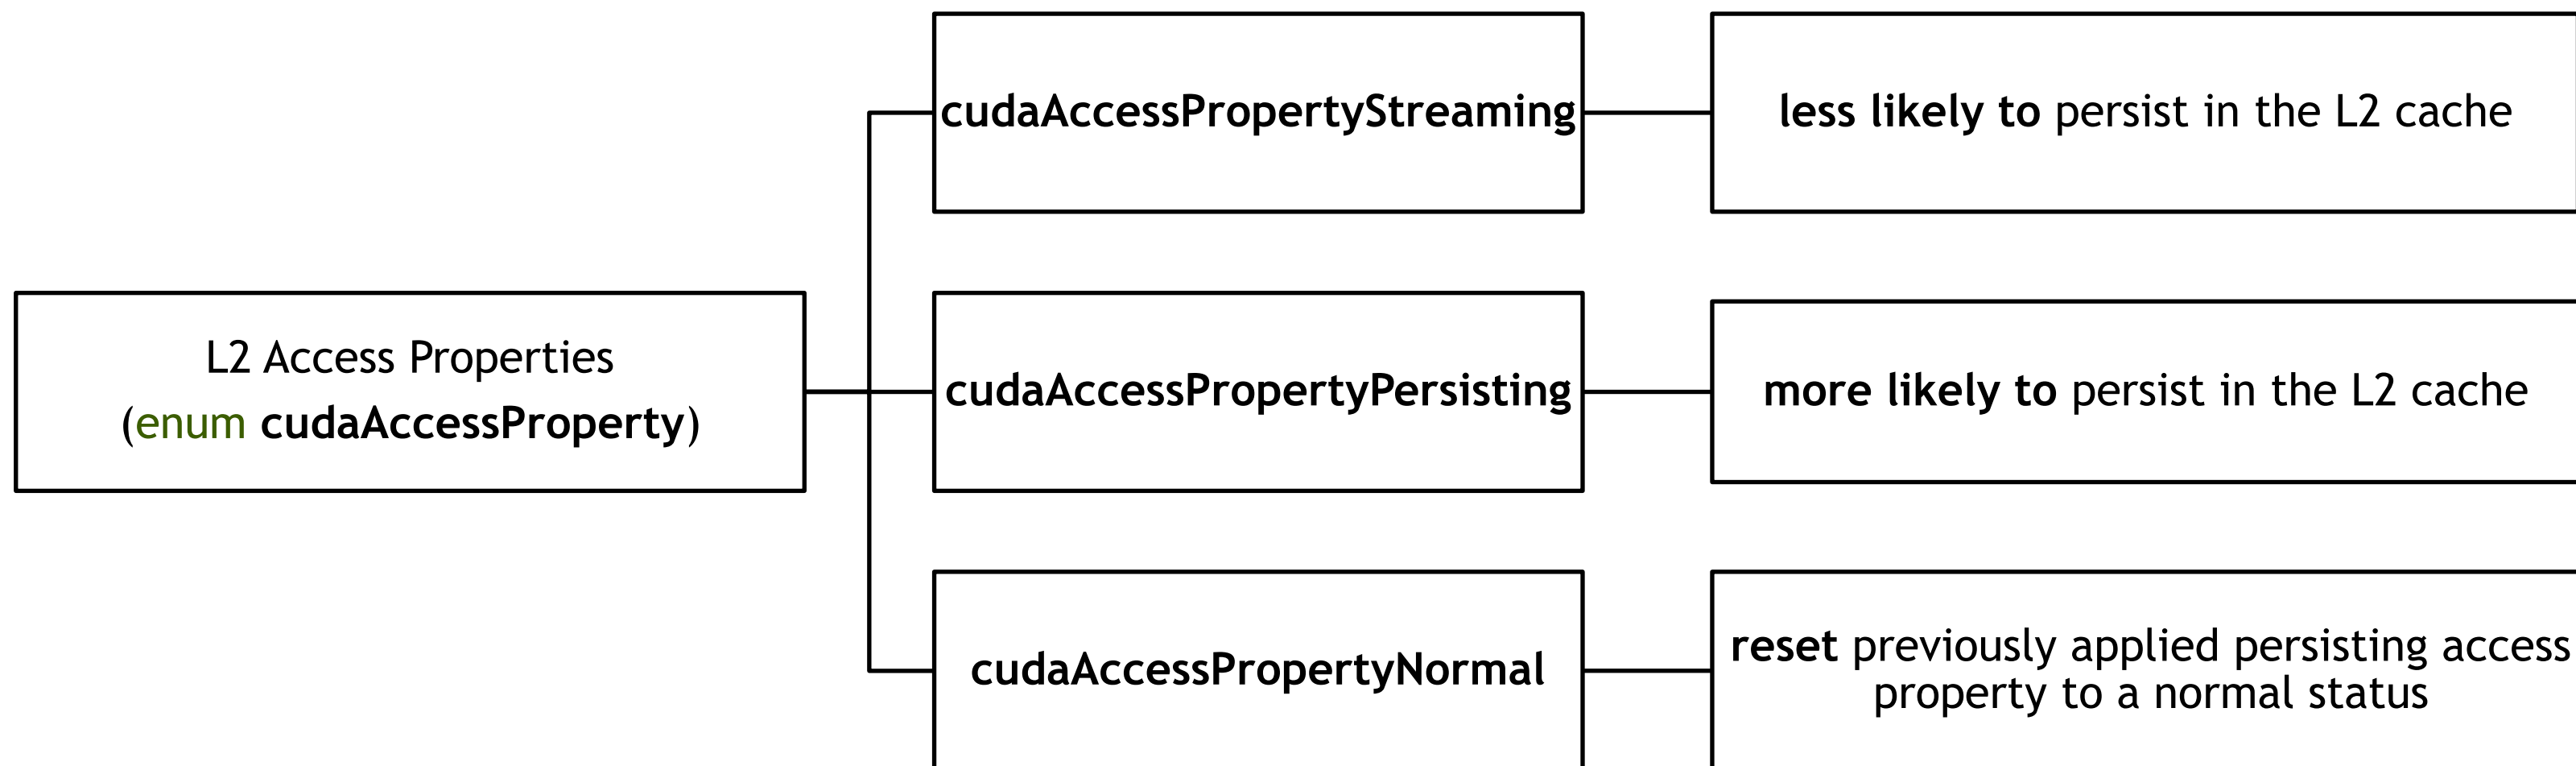 cudaAccessPropertyStreaming
less likely to persist in the L2 cache
L2 Access Properties
(enum cudaAccessProperty)
cudaAccessPropertyPersisting
more likely to persist in the L2 cache
cudaAccessPropertyNormal
reset previously applied persisting access
property to a normal status